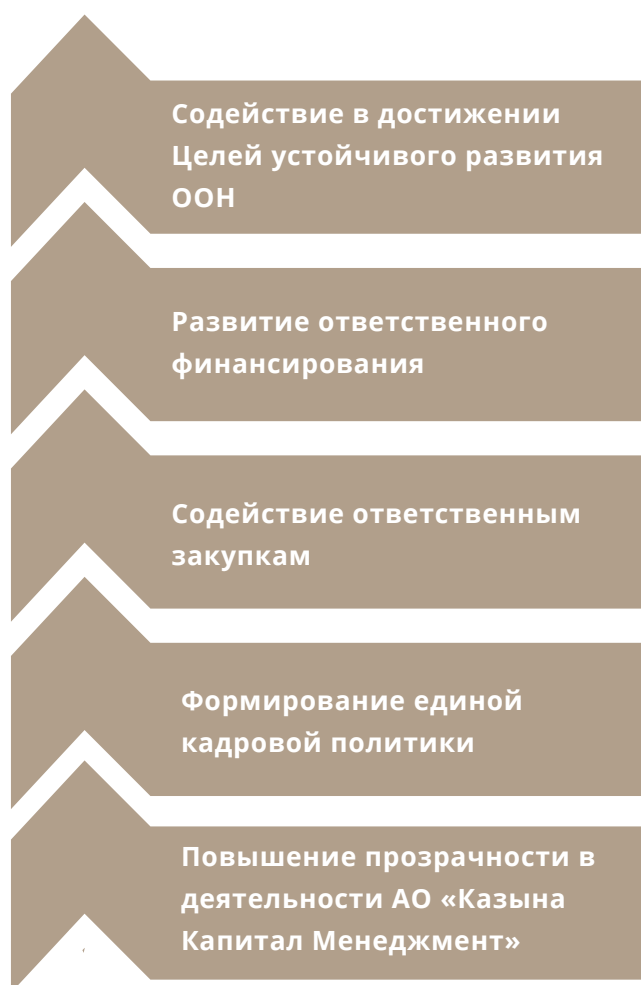 Содействие в достижении
Целей устойчивого развития
ООН
Развитие ответственного
финансирования
Содействие ответственным
закупкам
Формирование единой
кадровой политики
Повышение прозрачности в
деятельности АО «Казына
Капитал Менеджмент»